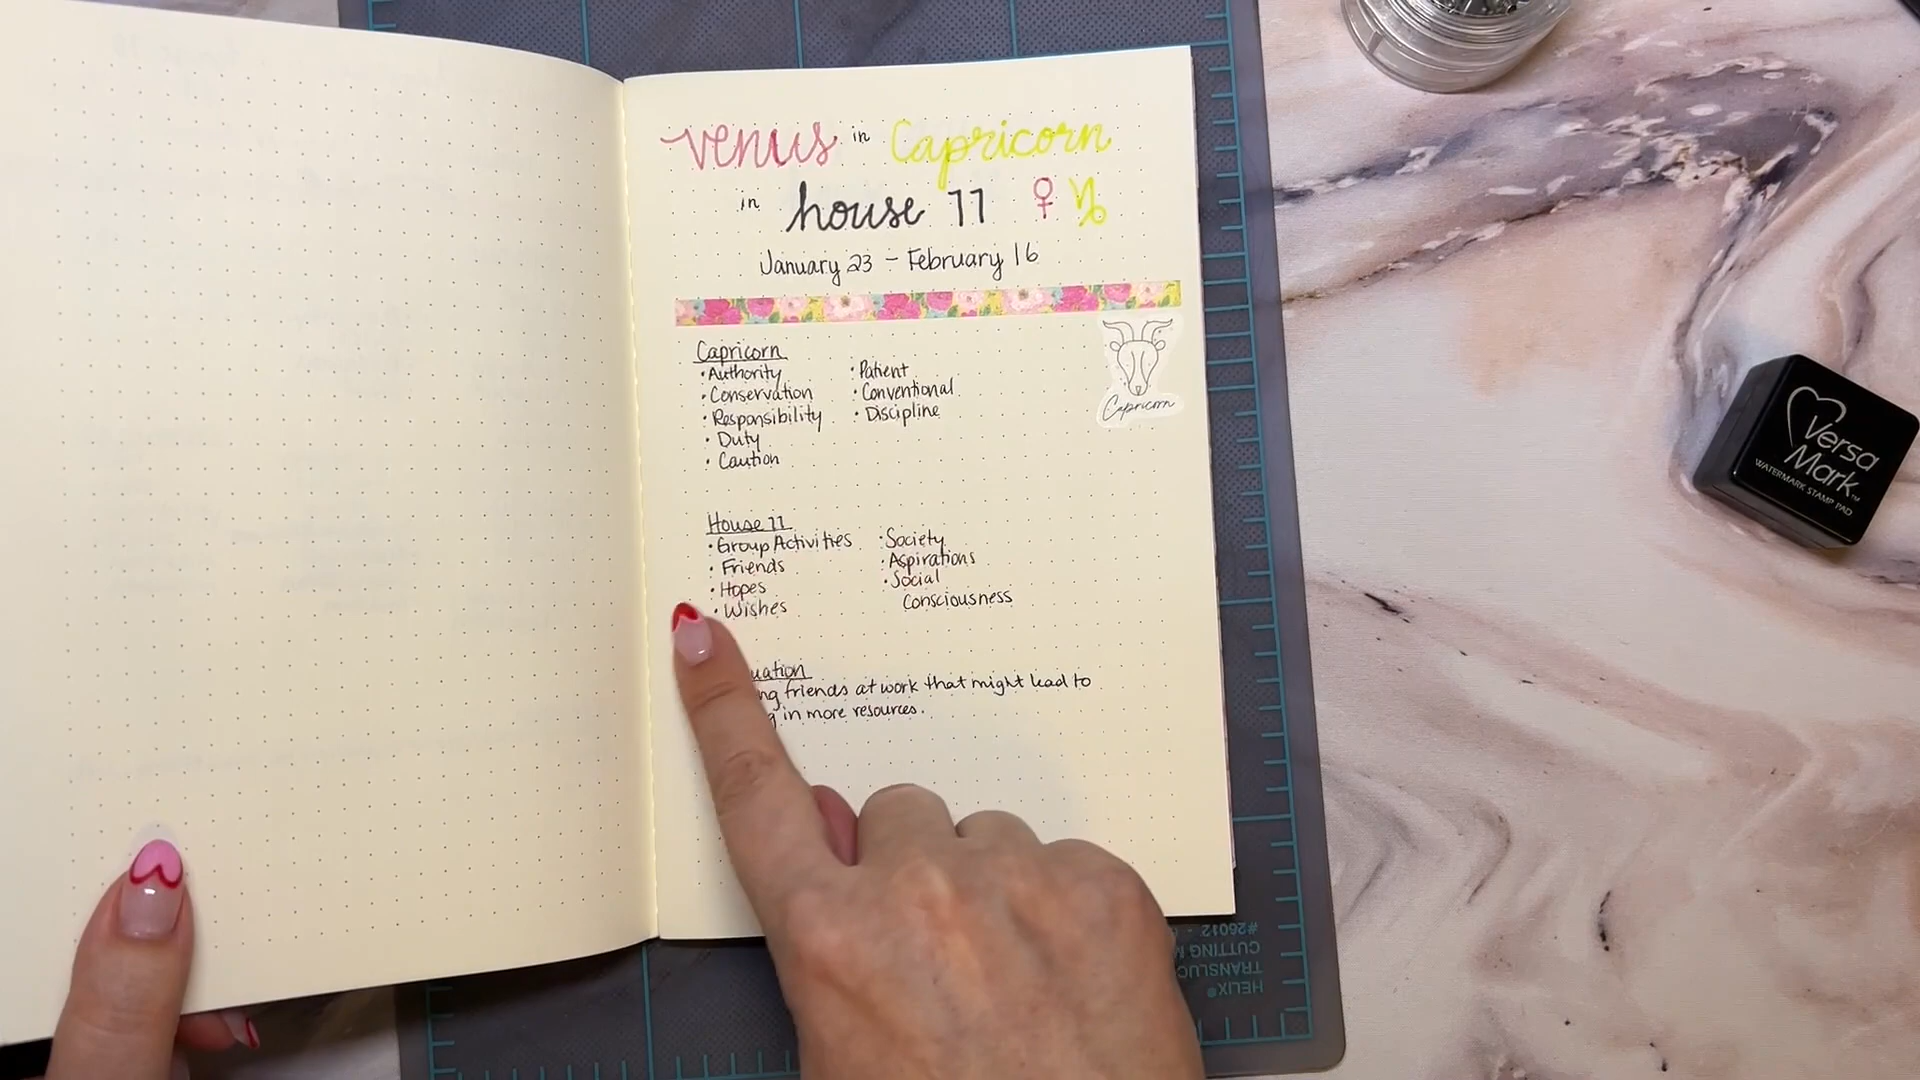 Venus in Capricorn
in house 11 ♀ ♑
January 23 - February 16
Capricorn
• Authority
• Conservation
• Responsibility
• Duty
• Caution
• Patient
• Conventional
• Discipline
Capricorn
House 11
• Group Activities
• Friends
• Hopes
• Wishes
• Society
• Aspirations
• Social
Consciousness
friends at work that might lead to
in more resources.
Versa
Mark™
WATERMARK STAMP PAD
HELIX®
TRANSLUC
CUTTING M
#26012